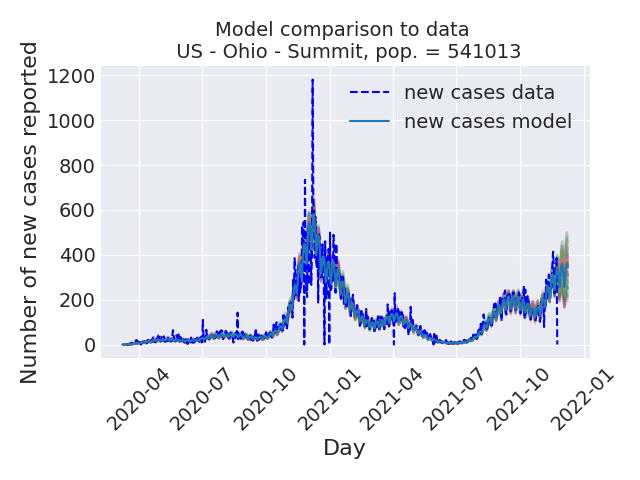 Model comparison to data
US - Ohio - Summit, pop. = 541013
Number of new cases reported
1200
1000
800
600
400
200
0
new cases data
new cases model
2020-04
2020-07
2020-10
2021-01
2021-04
2021-07
2021-10
2022-01
Day